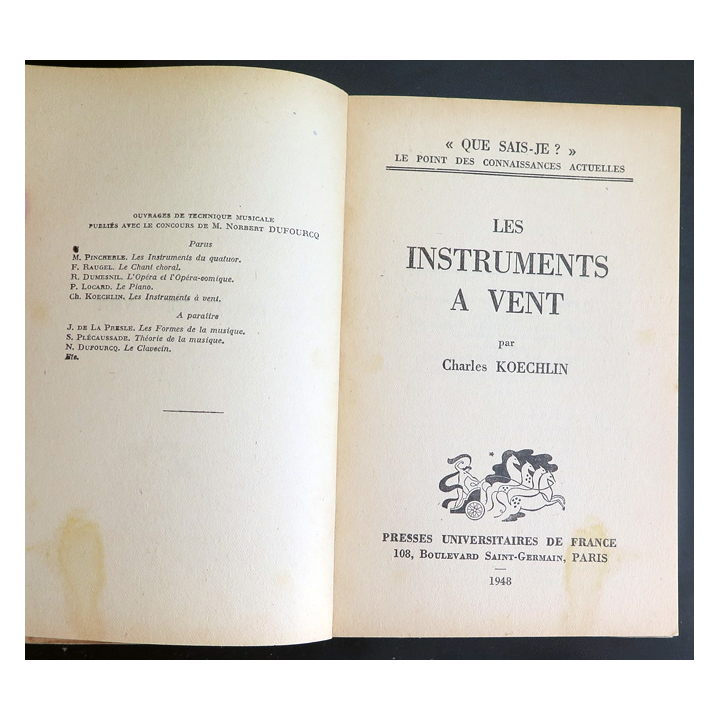 OUVRAGES DE TECHNIQUE MUSICALE
PUBLIÉS AVEC LE CONCOURS DE M. NORBERT DUFOURCQ
Parus
M. PINCHERLE. Les Instruments du quatuor.
F. RAUGEL. Le Chant choral.
R. DUMESNIL. L'Opéra et l'Opéra-comique.
P. LOCARD. Le Piano.
CH. KOECHLIN. Les Instruments à vent.
A paraître
J. DE LA PRESLE. Les Formes de la musique.
S. PLÉCAUSSADE. Théorie de la musique.
N. DUFOURCQ. Le Clavecin.
Etc.
« QUE SAIS-JE ? »
LE POINT DES CONNAISSANCES ACTUELLES
LES
INSTRUMENTS
A VENT
par
Charles KOECHLIN
PRESSES UNIVERSITAIRES DE FRANCE
108, BOULEVARD SAINT-GERMAIN, PARIS
1948